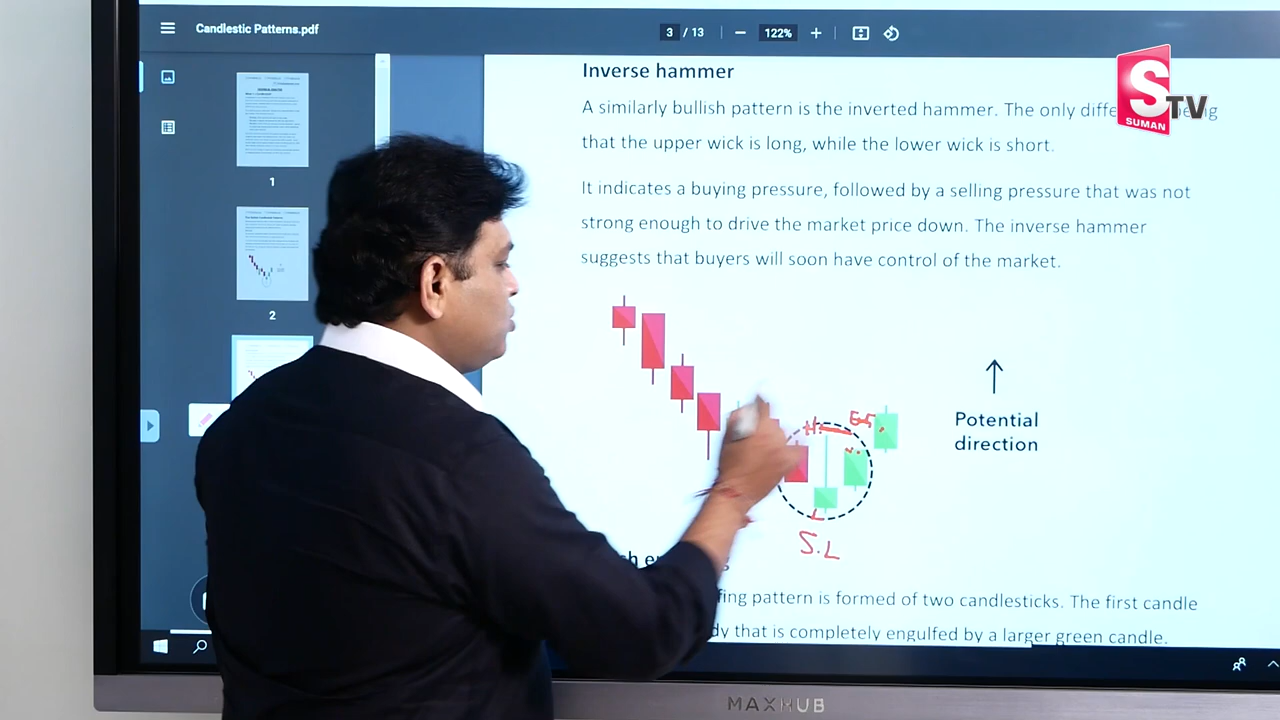 Candlestic Patterns.pdf
3 / 13
122%
S TV
SUMAN
Inverse hammer
A similarly bullish pattern is the inverted The only
that the upper wick is long, while the lower wick is short.
It indicates a buying pressure, followed by a selling pressure that was not
strong enough to drive the market price down. The inverse hammer
suggests that buyers will soon have control of the market.
1
2
H
Potential
direction
L
S.L
pattern is formed of two candlesticks. The first candle
that is completely engulfed by a larger green candle.
MAXHUB